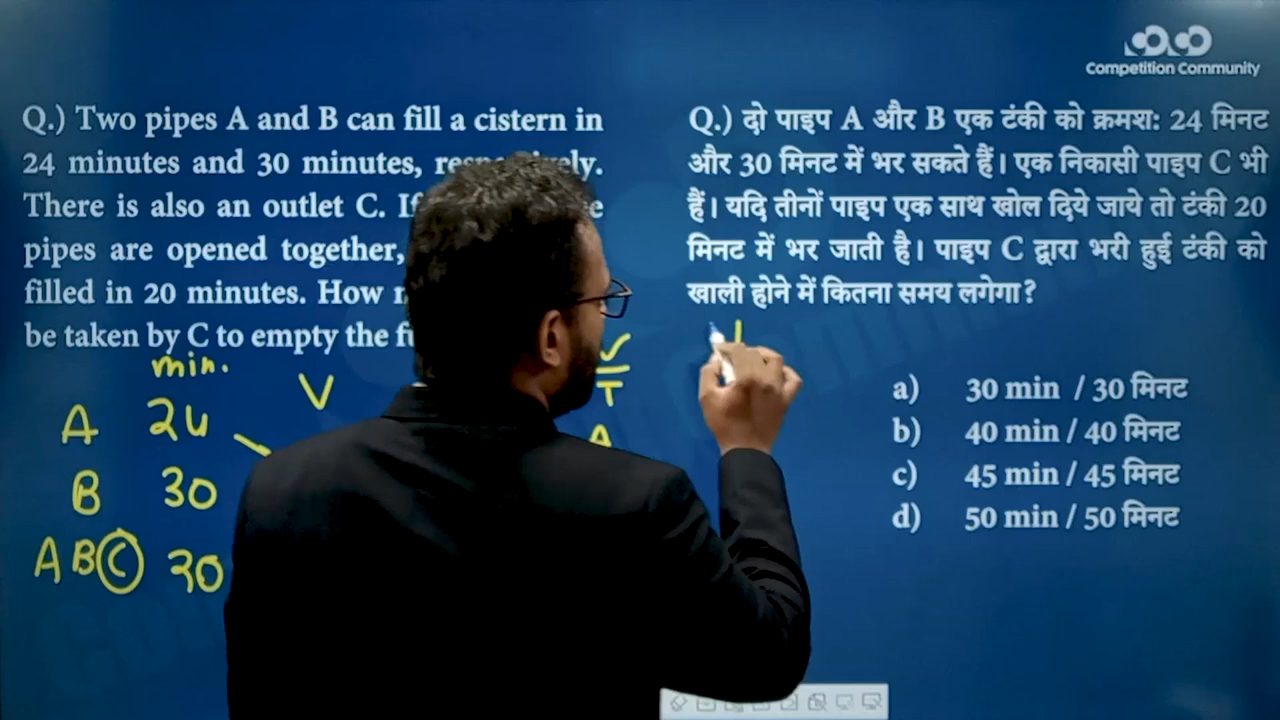 Competition Community
Q.) Two pipes A and B can fill a cistern in
24 minutes and 30 minutes,
There is also an outlet C.
pipes are opened together,
filled in 20 minutes. How
be taken by C to empty the
Q.) दो पाइप A और B एक टंकी को क्रमश: 24 मिनट
और 30 मिनट में भर सकते हैं। एक निकासी पाइप C भी
हैं। यदि तीनों पाइप एक साथ खोल दिये जाये तो टंकी 20
मिनट में भर जाती है। पाइप C द्वारा भरी हुई टंकी को
खाली होने में कितना समय लगेगा?
a) 30 min / 30 मिनट
b) 40 min / 40 मिनट
c) 45 min / 45 मिनट
d) 50 min / 50 मिनट
min. V
A 24
B 30
A B C 20
V
T
A